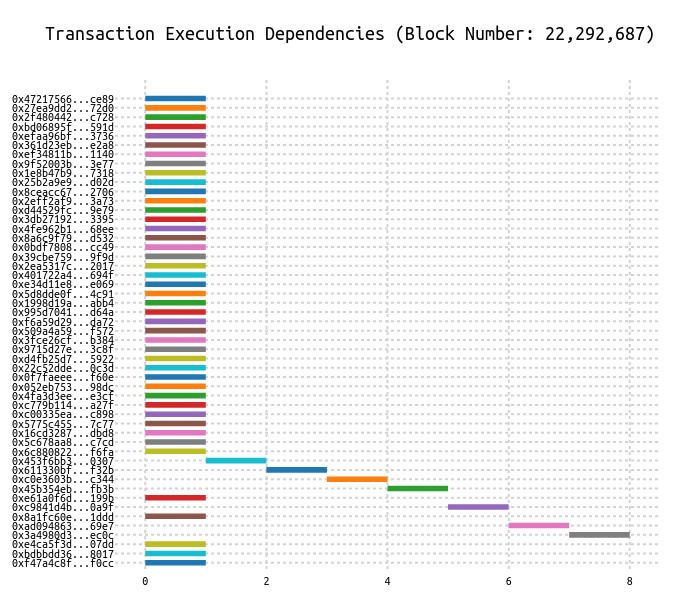 Transaction Execution Dependencies (Block Number: 22,292,687)
0x47217566...ce89
0x27ea9dd2...72d0
0x2f480442...c728
0xbd06895f...591d
0xefaa96bf...3736
0x361d23eb...e2a8
0xef34811b...1140
0x9f52003b...3e77
0x1e8b47b9...7318
0x25b2a9e9...d02d
0x8ceacc67...2706
0x2eff2af9...3a73
0xd44529fc...9e79
0x3db27192...3395
0x4fe962b1...68ee
0x8a6c9f79...d532
0x0bdf7808...cc49
0x39cbe759...9f9d
0x2ea5317c...2017
0x401722a4...694f
0xe34d11e8...e069
0x5d8dde0f...4c91
0x1998d19a...abb4
0x995d7041...d64a
0xf6a59d29...da72
0x509a4a59...f572
0x3fce26cf...b384
0x9715d27e...3c8f
0xd4fb25d7...5922
0x22c52dde...0c3d
0x0f7faeee...f60e
0x052eb753...98dc
0x4fa3d3ee...e3cf
0xc779b114...a27f
0xc00335ea...c898
0x5775c455...7c77
0x16cd3287...dbd8
0x5c678aa8...c7cd
0x6c880822...f6fa
0x453f6bb3...0307
0x611330bf...f32b
0xc0e3603b...c344
0x45b354eb...fb3b
0xe61a0f6d...199b
0xc9841d4b...0a9f
0x8a1fc60e...1ddd
0xad094863...69e7
0x3a4980d3...ec0c
0xe4ca5f3d...07dd
0xbdbbdd36...8017
0xf47a4c8f...f0cc
0 2 4 6 8